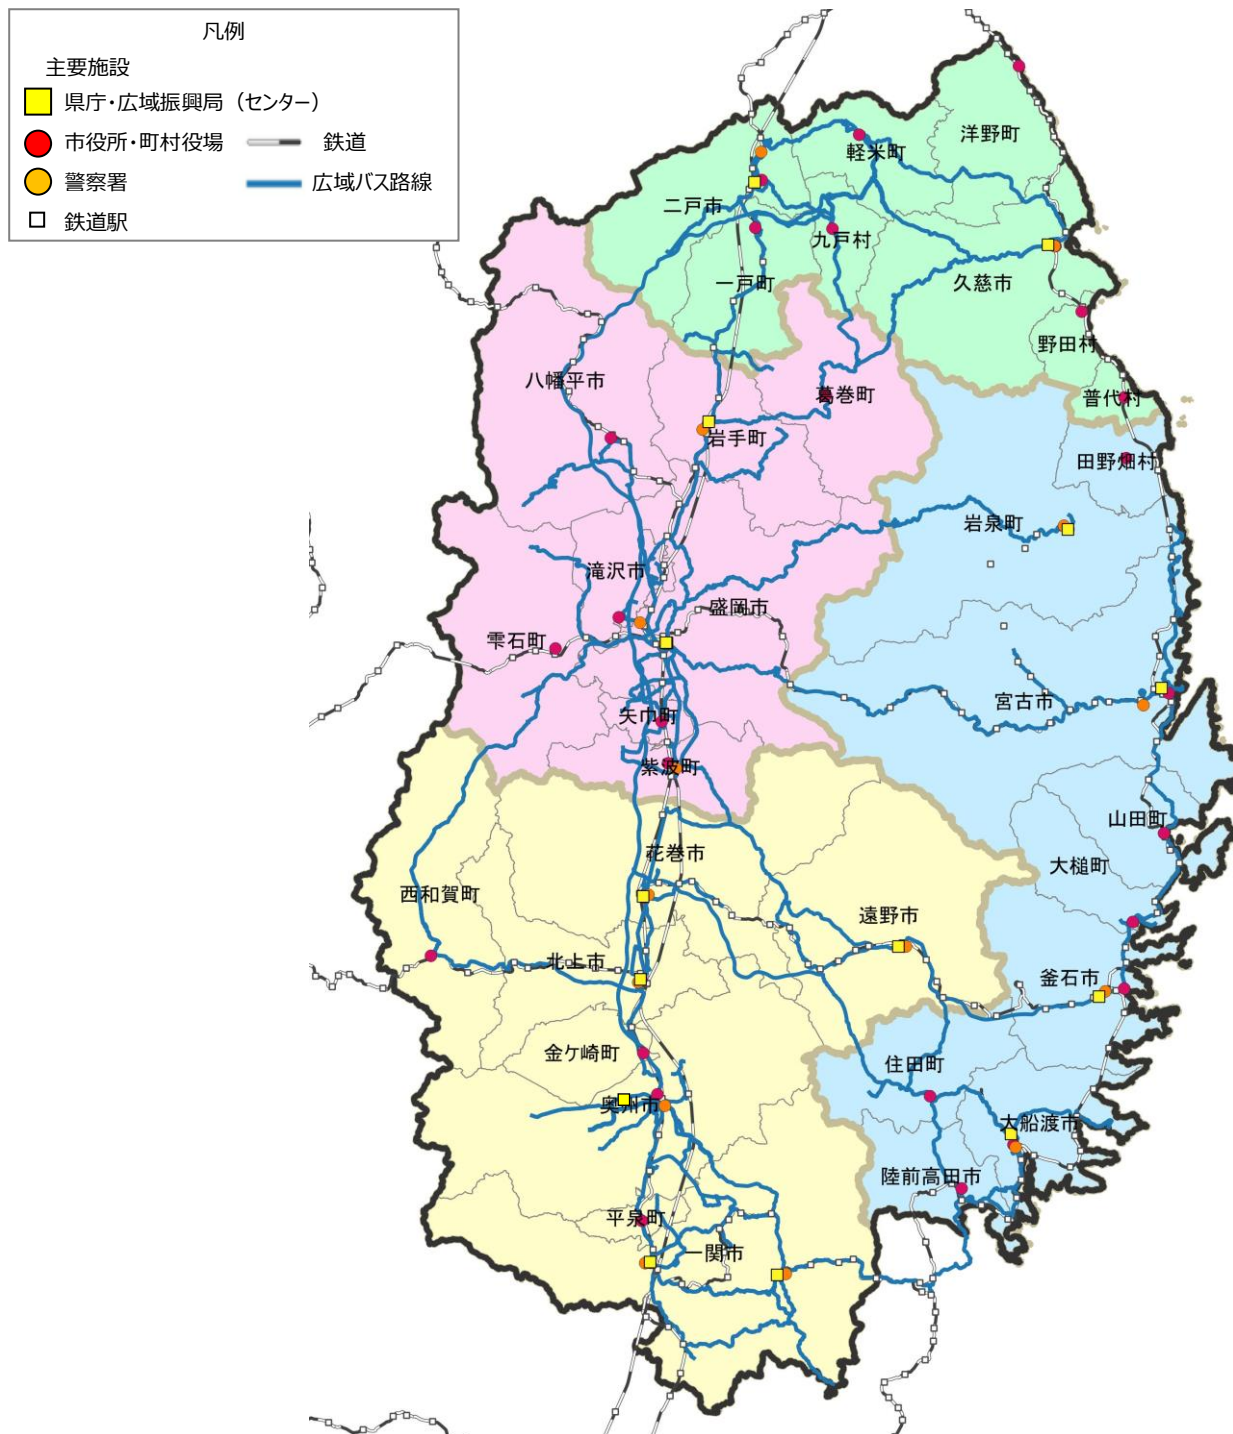 凡例
主要施設
県庁・広域振興局（センター）
市役所・町村役場
鉄道
警察署
広域バス路線
鉄道駅
洋野町
軽米町
二戸市
九戸村
一戸町
久慈市
野田村
普代村
八幡平市
葛巻町
岩手町
田野畑村
岩泉町
滝沢市
盛岡市
雫石町
宮古市
矢巾町
紫波町
山田町
花巻市
大槌町
西和賀町
遠野市
北上市
釜石市
金ケ崎町
住田町
奥州市
大船渡市
陸前高田市
平泉町
一関市